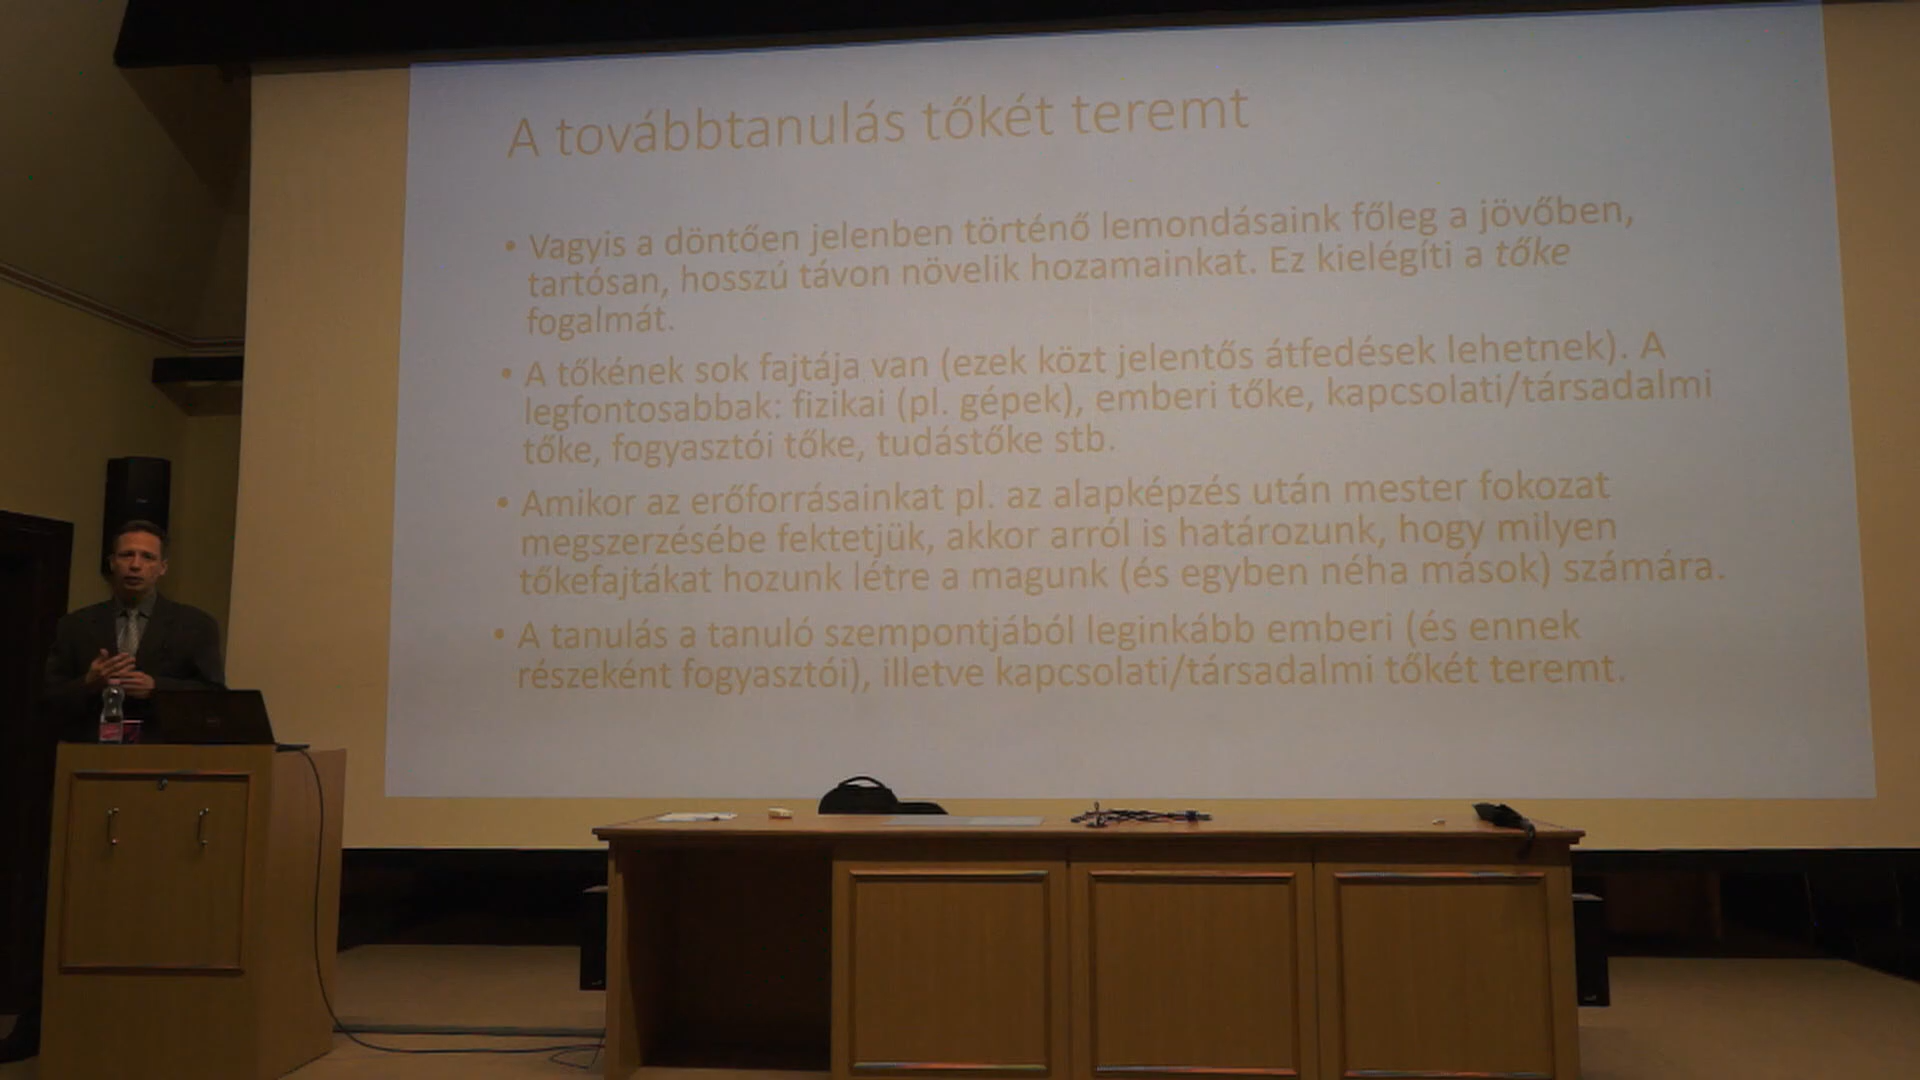 A továbbtanulás tőkét teremt
• Vagyis a döntően jelenben történő lemondásaink főleg a jövőben,
tartósan, hosszú távon növelik hozamainkat. Ez kielégíti a tőke
fogalmát.
• A tőkének sok fajtája van (ezek közt jelentős átfedések lehetnek). A
legfontosabbak: fizikai (pl. gépek), emberi tőke, kapcsolati/társadalmi
tőke, fogyasztói tőke, tudástőke stb.
• Amikor az erőforrásainkat pl. az alapképzés után mester fokozat
megszerzésébe fektetjük, akkor arról is határozunk, hogy milyen
tőkefajtákat hozunk létre a magunk (és egyben néha mások) számára.
• A tanulás a tanuló szempontjából leginkább emberi (és ennek
részeként fogyasztói), illetve kapcsolati/társadalmi tőkét teremt.